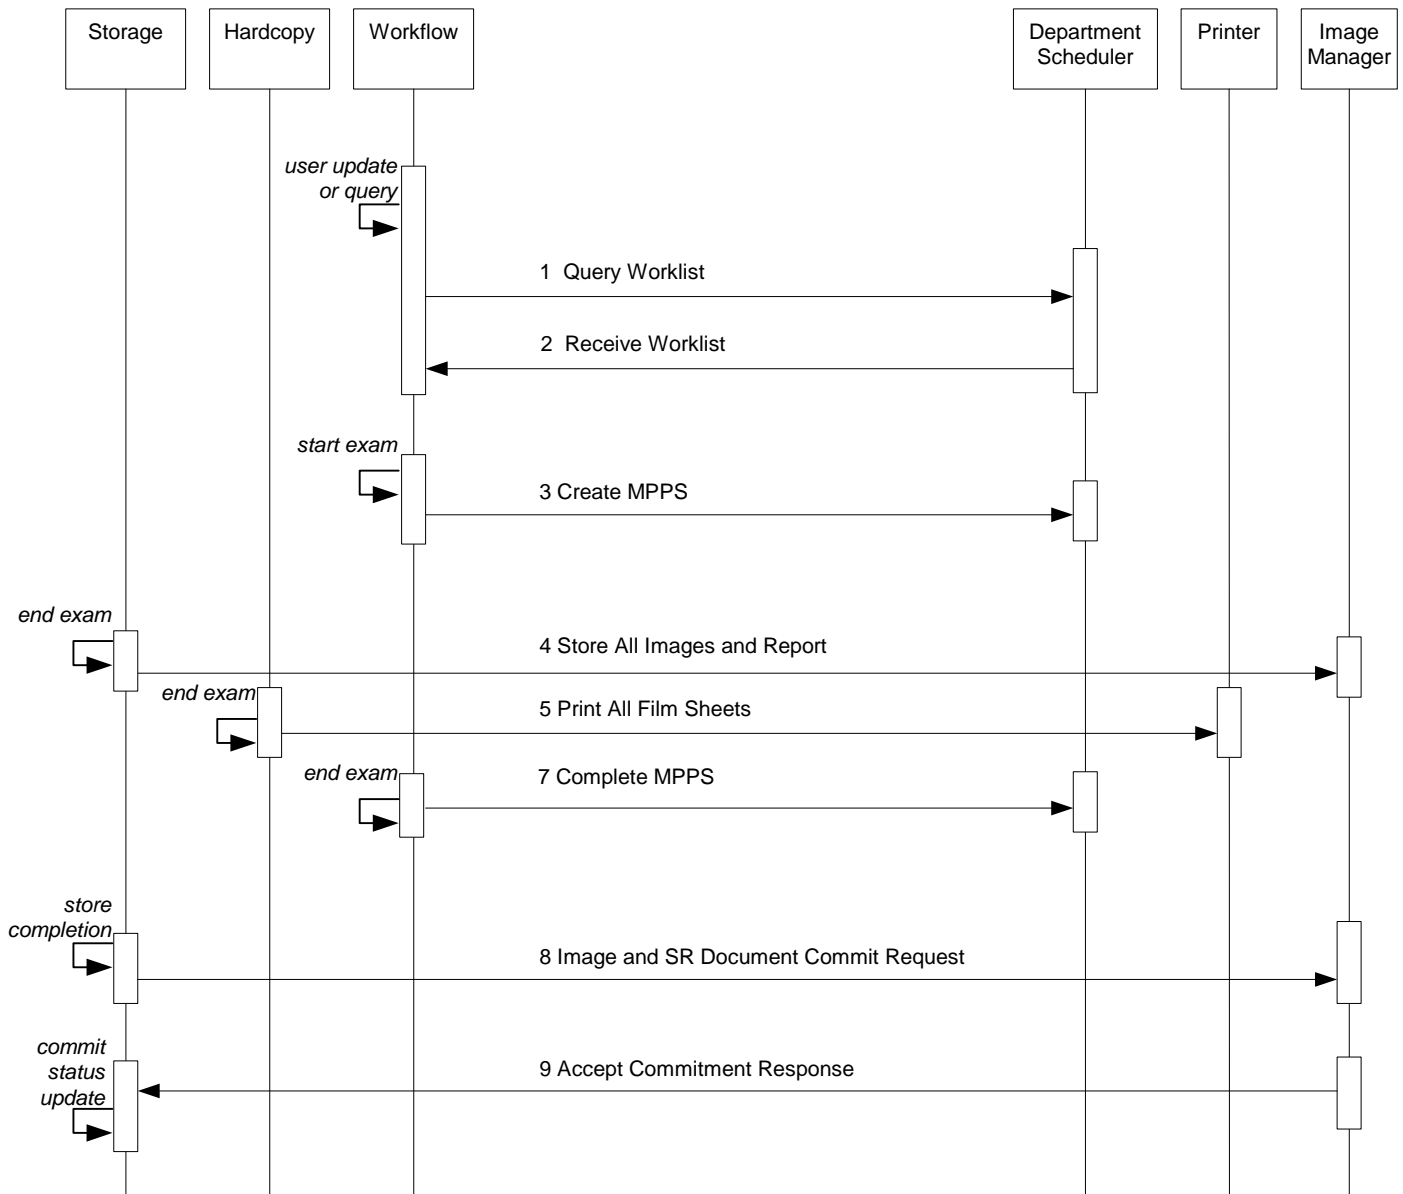 Storage
Hardcopy
Workflow
Department
Scheduler
Printer
Image
Manager
user update
or query
1  Query Worklist
2  Receive Worklist
start exam
3 Create MPPS
end exam
4 Store All Images and Report
end exam
5 Print All Film Sheets
end exam
7 Complete MPPS
store
completion
8 Image and SR Document Commit Request
commit
status
update
9 Accept Commitment Response